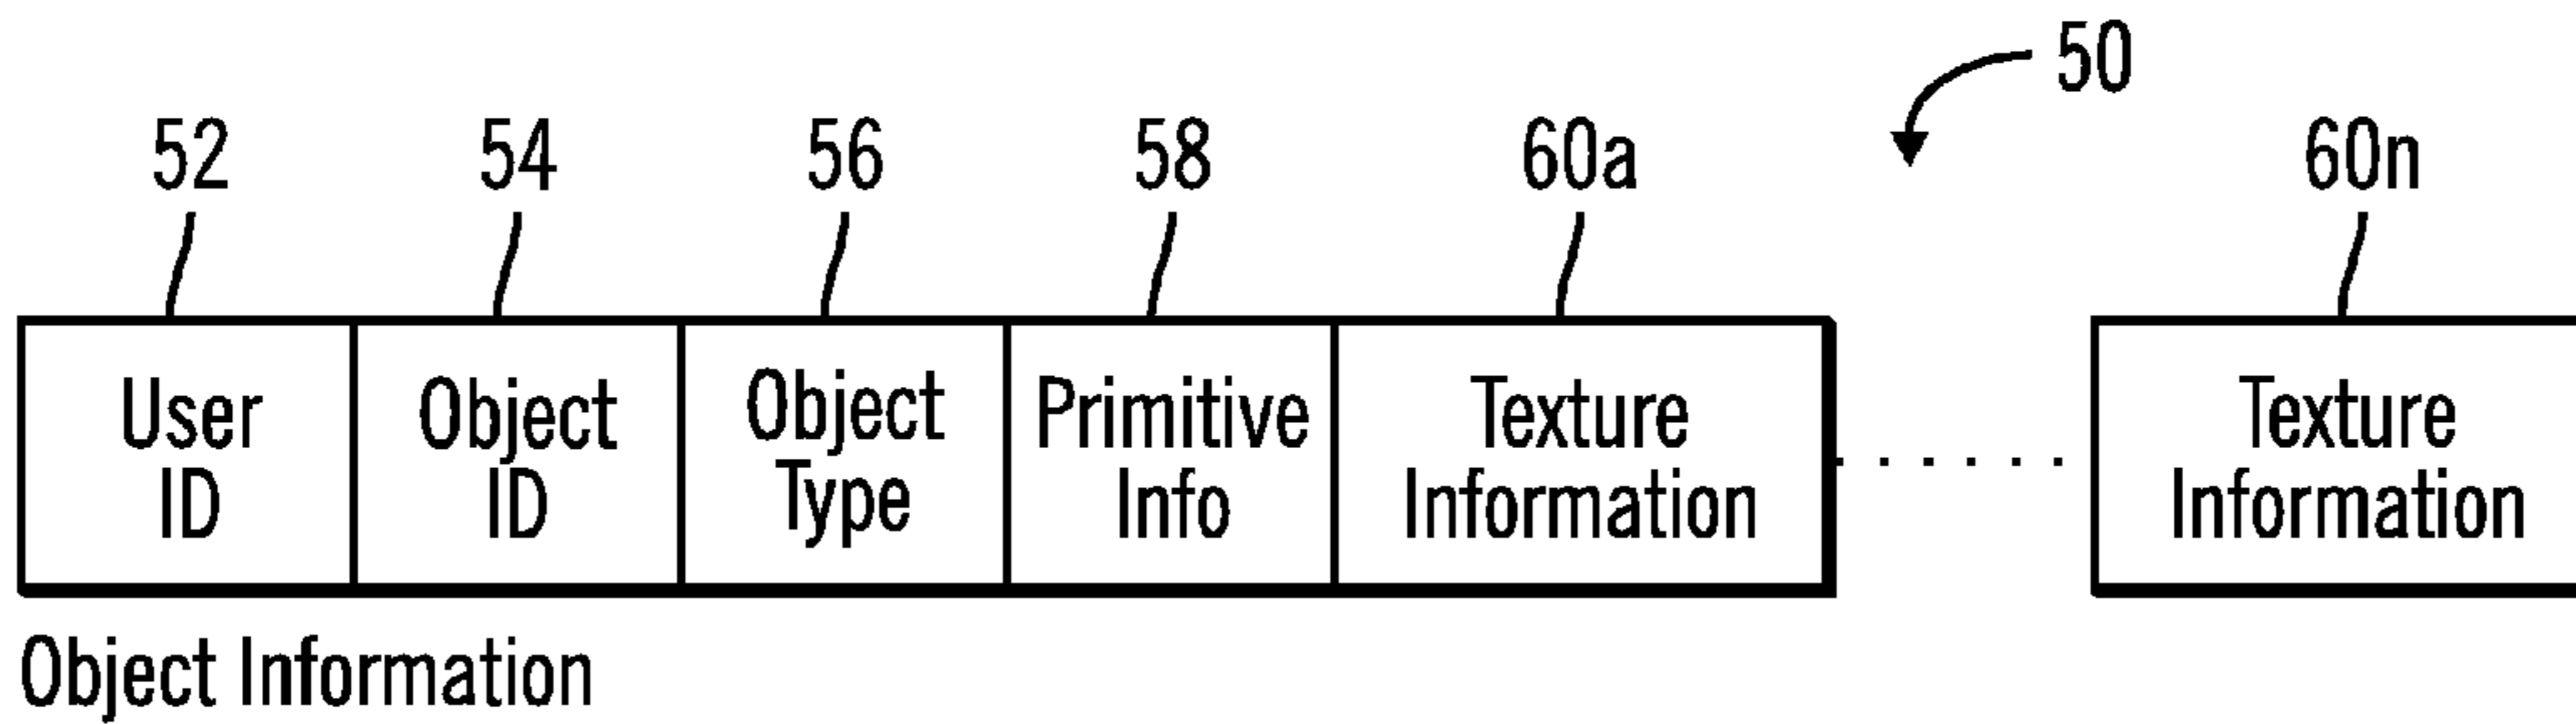 50
52 54 56 58 60a 60n
User ID
Object ID
Object Type
Primitive Info
Texture Information
. . . . . .
Texture Information
Object Information